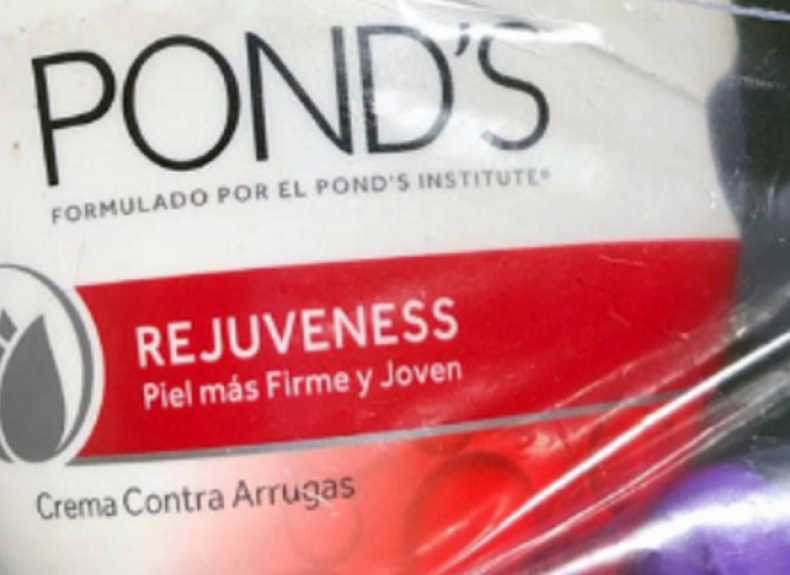 POND'S
FORMULADO POR EL POND'S INSTITUTE®
REJUVENESS
Piel más Firme y Joven
Crema Contra Arrugas